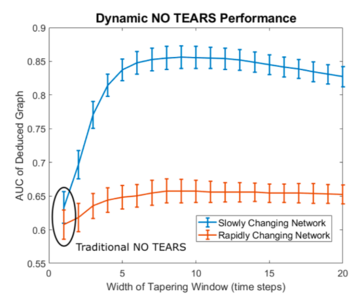 Dynamic NO TEARS Performance
0.9
0.85
0.8
0.75
0.7
0.65
0.6
0.55
AUC of Deduced Graph
Traditional NO TEARS
Slowly Changing Network
Rapidly Changing Network
0
5
10
15
20
Width of Tapering Window (time steps)